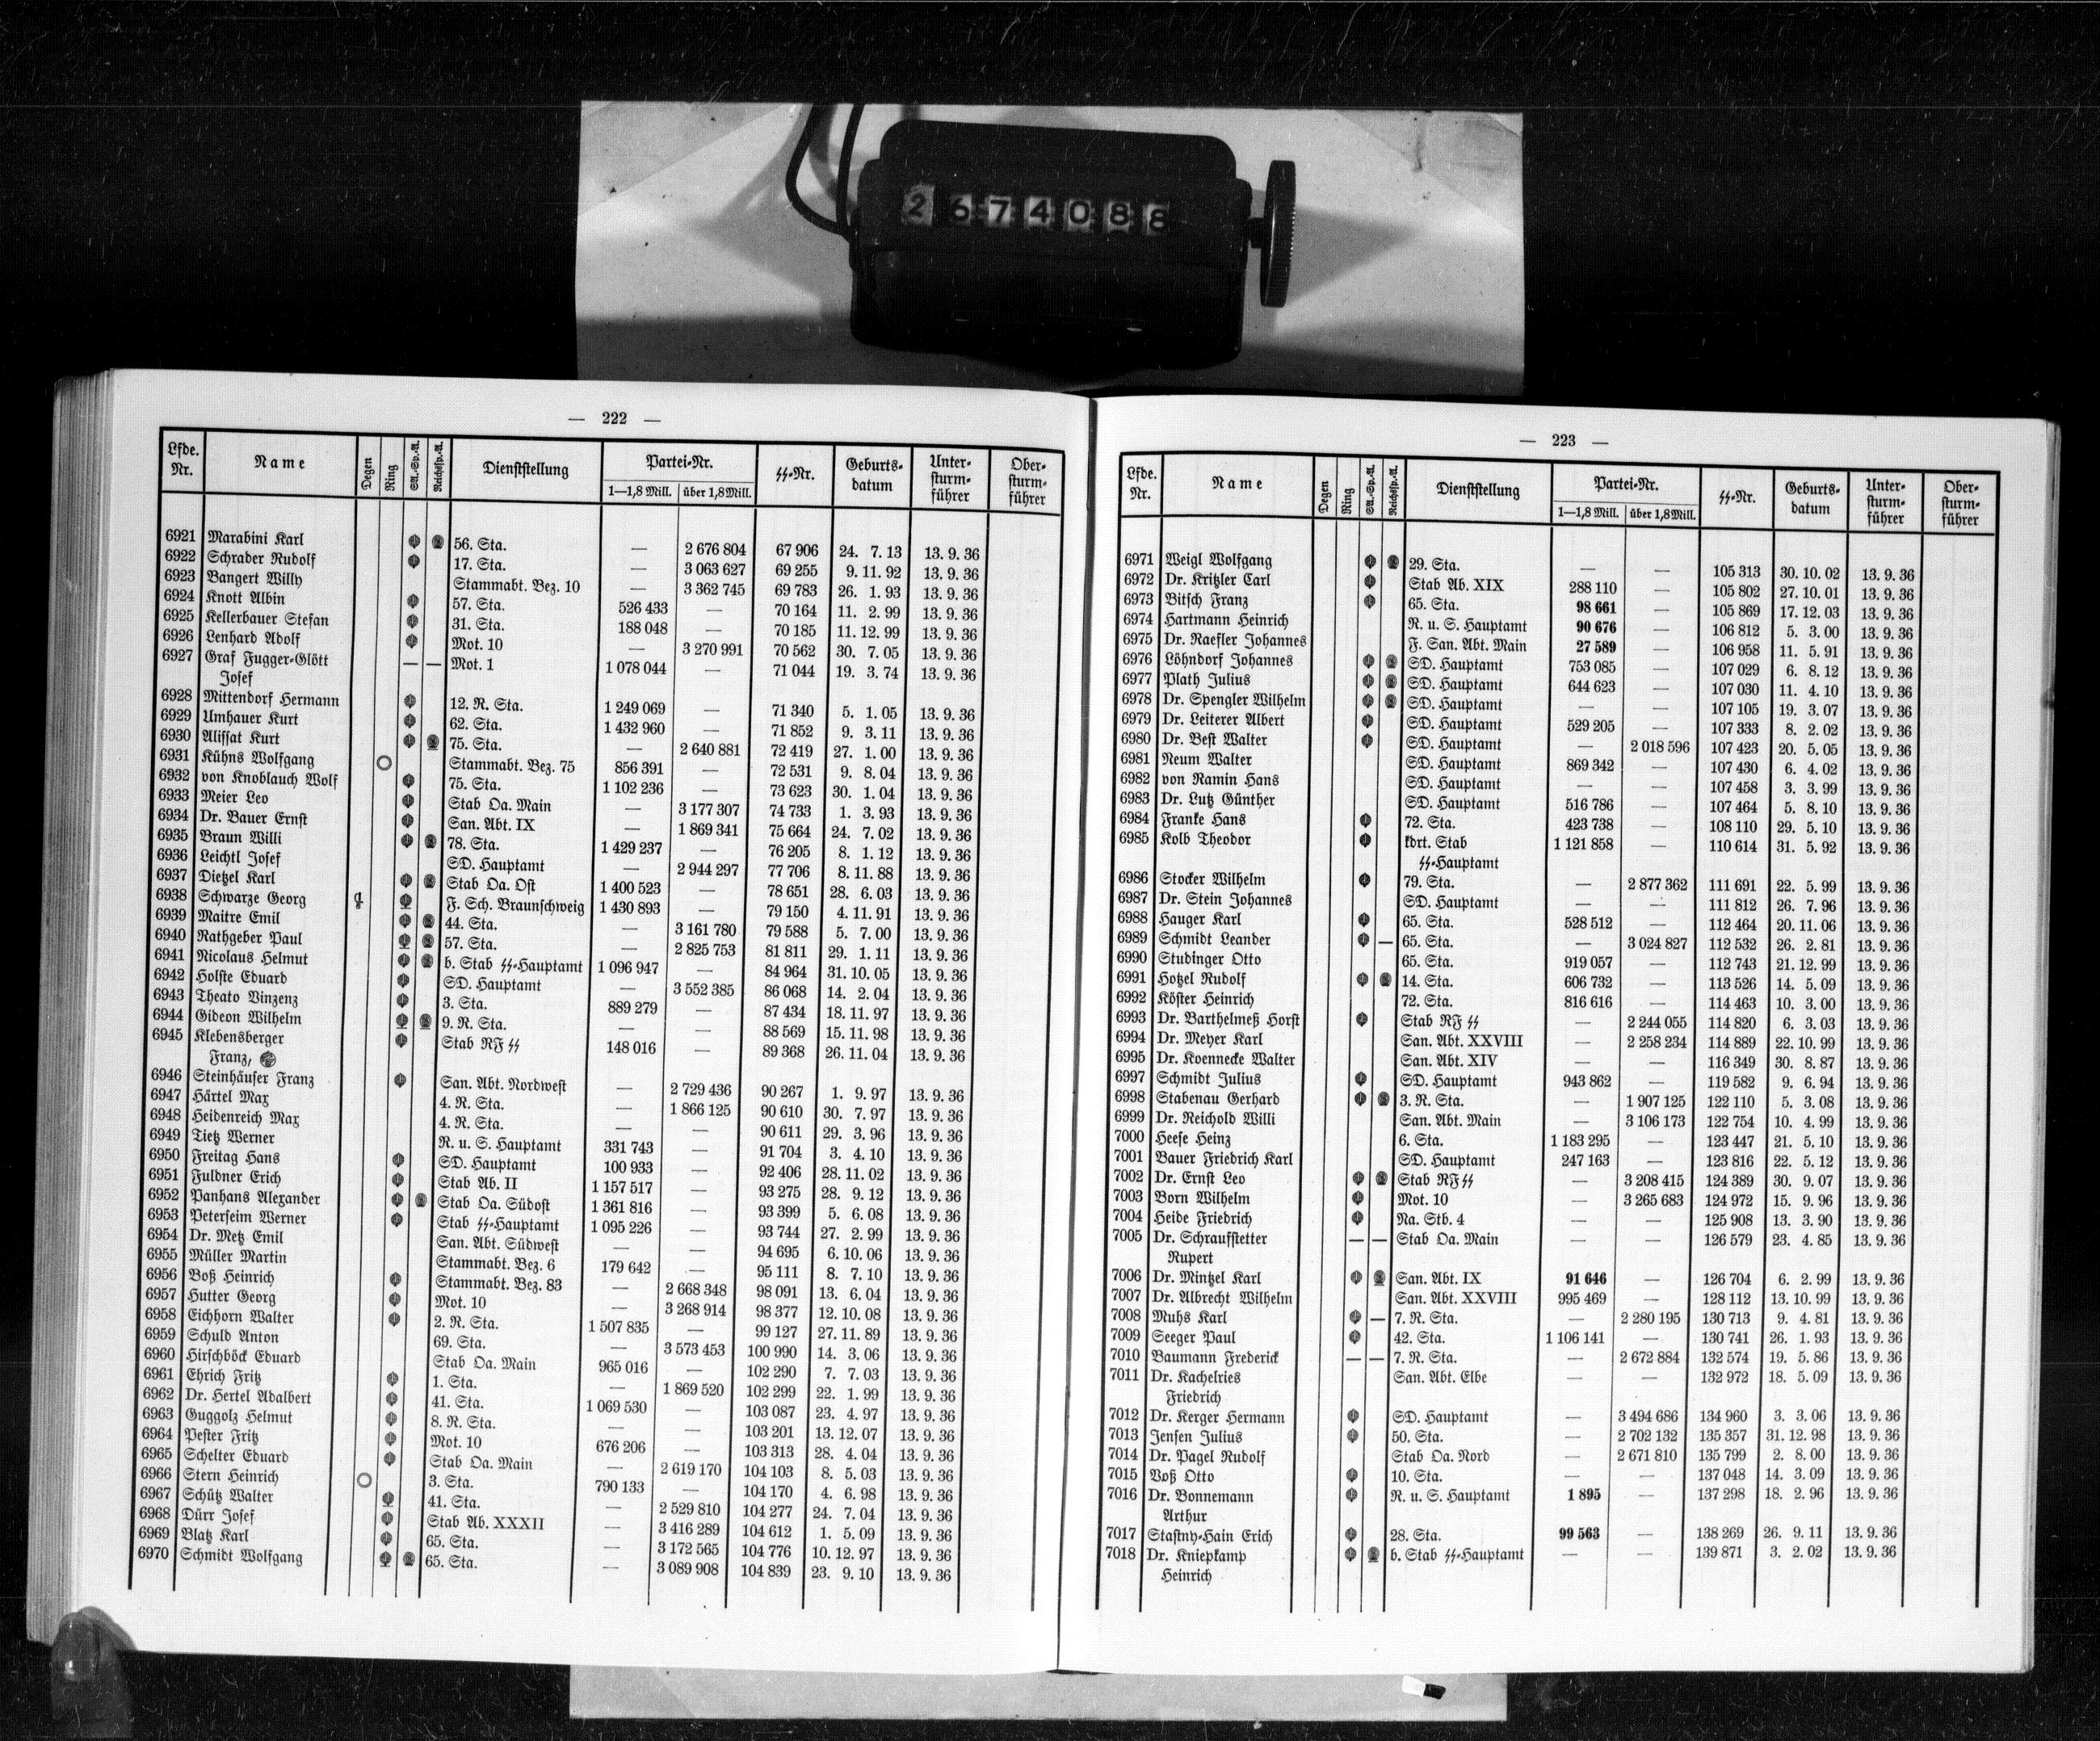 2674088
— 222 —
Lfde. Nr. Name Degen Ring SA.-Sp.-A. Reichsp.-A. Dienststellung Partei-Nr. 1—1,8 Mill. über 1,8 Mill. ᛋᛋ-Nr. Geburts-datum Unter-sturm-führer Ober-sturm-führer
6921 Marabini Karl 56. Sta. — 2 676 804 67 906 24. 7. 13 13. 9. 36
6922 Schrader Rudolf 17. Sta. — 3 063 627 69 255 9. 11. 92 13. 9. 36
6923 Bangert Willy Stammabt. Bez. 10 — 3 362 745 69 783 26. 1. 93 13. 9. 36
6924 Knott Albin 57. Sta. 526 433 — 70 164 11. 2. 99 13. 9. 36
6925 Kellerbauer Stefan 31. Sta. 188 048 — 70 185 11. 12. 99 13. 9. 36
6926 Lenhard Adolf Mot. 10 — 3 270 991 70 562 30. 7. 05 13. 9. 36
6927 Graf Fugger-Glött — — Mot. 1 1 078 044 — 71 044 19. 3. 74 13. 9. 36
Josef
6928 Mittendorf Hermann 12. R. Sta. 1 249 069 — 71 340 5. 1. 05 13. 9. 36
6929 Umhauer Kurt 62. Sta. 1 432 960 — 71 852 9. 3. 11 13. 9. 36
6930 Alissat Kurt 75. Sta. — 2 640 881 72 419 27. 1. 00 13. 9. 36
6931 Kühns Wolfgang Stammabt. Bez. 75 856 391 — 72 531 9. 8. 04 13. 9. 36
6932 von Knoblauch Wolf 75. Sta. 1 102 236 — 73 623 30. 1. 04 13. 9. 36
6933 Meier Leo Stab Oa. Main — 3 177 307 74 733 1. 3. 93 13. 9. 36
6934 Dr. Bauer Ernst San. Abt. IX — 1 869 341 75 664 24. 7. 02 13. 9. 36
6935 Braun Willi 78. Sta. 1 429 237 — 76 205 8. 1. 12 13. 9. 36
6936 Leichtl Josef SD. Hauptamt — 2 944 297 77 706 8. 11. 88 13. 9. 36
6937 Dietzel Karl Stab Oa. Ost 1 400 523 — 78 651 28. 6. 03 13. 9. 36
6938 Schwarze Georg F. Sch. Braunschweig 1 430 893 — 79 150 4. 11. 91 13. 9. 36
6939 Maitre Emil 44. Sta. — 3 161 780 79 588 5. 7. 00 13. 9. 36
6940 Rathgeber Paul 57. Sta. — 2 825 753 81 811 29. 1. 11 13. 9. 36
6941 Nicolaus Helmut b. Stab ᛋᛋ-Hauptamt 1 096 947 — 84 964 31. 10. 05 13. 9. 36
6942 Holste Eduard SD. Hauptamt — 3 552 385 86 068 14. 2. 04 13. 9. 36
6943 Theato Vinzenz 3. Sta. 889 279 — 87 434 18. 11. 97 13. 9. 36
6944 Gideon Wilhelm 9. R. Sta. — — 88 569 15. 11. 98 13. 9. 36
6945 Klebensberger Stab RFᛋᛋ 148 016 — 89 368 26. 11. 04 13. 9. 36
Franz,
6946 Steinhäuser Franz San. Abt. Nordwest — 2 729 436 90 267 1. 9. 97 13. 9. 36
6947 Härtel Max 4. R. Sta. — 1 866 125 90 610 30. 7. 97 13. 9. 36
6948 Heidenreich Max 4. R. Sta. — — 90 611 29. 3. 96 13. 9. 36
6949 Tietz Werner R. u. S. Hauptamt 331 743 — 91 704 3. 4. 10 13. 9. 36
6950 Freitag Hans SD. Hauptamt 100 933 — 92 406 28. 11. 02 13. 9. 36
6951 Fuldner Erich Stab Ab. II 1 157 517 — 93 275 28. 9. 12 13. 9. 36
6952 Panhans Alexander Stab Oa. Südost 1 361 816 — 93 399 5. 6. 08 13. 9. 36
6953 Peterseim Werner Stab ᛋᛋ-Hauptamt 1 095 226 — 93 744 27. 2. 99 13. 9. 36
6954 Dr. Metz Emil San. Abt. Südwest — — 94 695 6. 10. 06 13. 9. 36
6955 Müller Martin Stammabt. Bez. 6 179 642 — 95 111 8. 7. 10 13. 9. 36
6956 Voß Heinrich Stammabt. Bez. 83 — 2 668 348 98 091 13. 6. 04 13. 9. 36
6957 Hutter Georg Mot. 10 — 3 268 914 98 377 12. 10. 08 13. 9. 36
6958 Eichhorn Walter 2. R. Sta. 1 507 835 — 99 127 27. 11. 89 13. 9. 36
6959 Schuld Anton 69. Sta. — 3 573 453 100 990 14. 3. 06 13. 9. 36
6960 Hirschböck Eduard Stab Oa. Main 965 016 — 102 290 7. 7. 03 13. 9. 36
6961 Ehrich Fritz 1. Sta. — 1 869 520 102 299 22. 1. 99 13. 9. 36
6962 Dr. Hertel Adalbert 41. Sta. 1 069 530 — 103 087 23. 4. 97 13. 9. 36
6963 Guggolz Helmut 8. R. Sta. — — 103 201 13. 12. 07 13. 9. 36
6964 Pester Fritz Mot. 10 676 206 — 103 313 28. 4. 04 13. 9. 36
6965 Schelter Eduard Stab Oa. Main — 2 619 170 104 103 8. 5. 03 13. 9. 36
6966 Stern Heinrich 3. Sta. 790 133 — 104 170 4. 6. 98 13. 9. 36
6967 Schütz Walter 41. Sta. — 2 529 810 104 277 24. 7. 04 13. 9. 36
6968 Dürr Josef Stab Ab. XXXII — 3 416 289 104 612 1. 5. 09 13. 9. 36
6969 Blatz Karl 65. Sta. — 3 172 565 104 776 10. 12. 97 13. 9. 36
6970 Schmidt Wolfgang 65. Sta. — 3 089 908 104 839 23. 9. 10 13. 9. 36
— 223 —
Lfde. Nr. Name Degen Ring SA.-Sp.-A. Reichsp.-A. Dienststellung Partei-Nr. 1—1,8 Mill. über 1,8 Mill. ᛋᛋ-Nr. Geburts-datum Unter-sturm-führer Ober-sturm-führer
6971 Weigl Wolfgang 29. Sta. — — 105 313 30. 10. 02 13. 9. 36
6972 Dr. Kritzler Carl Stab Ab. XIX 288 110 — 105 802 27. 10. 01 13. 9. 36
6973 Bitsch Franz 65. Sta. 98 661 — 105 869 17. 12. 03 13. 9. 36
6974 Hartmann Heinrich R. u. S. Hauptamt 90 676 — 106 812 5. 3. 00 13. 9. 36
6975 Dr. Raefler Johannes F. San. Abt. Main 27 589 — 106 958 11. 5. 91 13. 9. 36
6976 Löhndorf Johannes SD. Hauptamt 753 085 — 107 029 6. 8. 12 13. 9. 36
6977 Plath Julius SD. Hauptamt 644 623 — 107 030 11. 4. 10 13. 9. 36
6978 Dr. Spengler Wilhelm SD. Hauptamt — — 107 105 19. 3. 07 13. 9. 36
6979 Dr. Leiterer Albert SD. Hauptamt 529 205 — 107 333 8. 2. 02 13. 9. 36
6980 Dr. Best Walter SD. Hauptamt — 2 018 596 107 423 20. 5. 05 13. 9. 36
6981 Neum Walter SD. Hauptamt 869 342 — 107 430 6. 4. 02 13. 9. 36
6982 von Ramin Hans SD. Hauptamt — — 107 458 3. 3. 99 13. 9. 36
6983 Dr. Lutz Günther SD. Hauptamt 516 786 — 107 464 5. 8. 10 13. 9. 36
6984 Franke Hans 72. Sta. 423 738 — 108 110 29. 5. 10 13. 9. 36
6985 Kolb Theodor kdrt. Stab 1 121 858 — 110 614 31. 5. 92 13. 9. 36
ᛋᛋ-Hauptamt
6986 Stocker Wilhelm 79. Sta. — 2 877 362 111 691 22. 5. 99 13. 9. 36
6987 Dr. Stein Johannes SD. Hauptamt — — 111 812 26. 7. 96 13. 9. 36
6988 Hauger Karl 65. Sta. 528 512 — 112 464 20. 11. 06 13. 9. 36
6989 Schmidt Leander — 65. Sta. — 3 024 827 112 532 26. 2. 81 13. 9. 36
6990 Studinger Otto 65. Sta. 919 057 — 112 743 21. 12. 99 13. 9. 36
6991 Hotzel Rudolf 14. Sta. 606 732 — 113 526 14. 5. 09 13. 9. 36
6992 Köster Heinrich 72. Sta. 816 616 — 114 463 10. 3. 00 13. 9. 36
6993 Dr. Barthelmeß Horst Stab RFᛋᛋ — 2 244 055 114 820 6. 3. 03 13. 9. 36
6994 Dr. Meyer Karl San. Abt. XXVIII — 2 258 234 114 889 22. 10. 99 13. 9. 36
6995 Dr. Koennecke Walter San. Abt. XIV — — 116 349 30. 8. 87 13. 9. 36
6997 Schmidt Julius SD. Hauptamt 943 862 — 119 582 9. 6. 94 13. 9. 36
6998 Stabenau Gerhard 3. R. Sta. — 1 907 125 122 110 5. 3. 08 13. 9. 36
6999 Dr. Reichold Willi San. Abt. Main — 3 106 173 122 754 10. 4. 99 13. 9. 36
7000 Heese Heinz 6. Sta. 1 183 295 — 123 447 21. 5. 10 13. 9. 36
7001 Bauer Friedrich Karl SD. Hauptamt 247 163 — 123 816 22. 5. 12 13. 9. 36
7002 Dr. Ernst Leo Stab RFᛋᛋ — 3 208 415 124 389 30. 9. 07 13. 9. 36
7003 Born Wilhelm Mot. 10 — 3 265 683 124 972 15. 9. 96 13. 9. 36
7004 Heide Friedrich Na. Stb. 4 — — 125 908 13. 3. 90 13. 9. 36
7005 Dr. Schraufstetter — — Stab Oa. Main — — 126 579 23. 4. 85 13. 9. 36
Rupert
7006 Dr. Mintzel Karl San. Abt. IX 91 646 — 126 704 6. 2. 99 13. 9. 36
7007 Dr. Albrecht Wilhelm San. Abt. XXVIII 995 469 — 128 112 13. 10. 99 13. 9. 36
7008 Muhs Karl — 7. R. Sta. — 2 280 195 130 713 9. 4. 81 13. 9. 36
7009 Seeger Paul 42. Sta. 1 106 141 — 130 741 26. 1. 93 13. 9. 36
7010 Baumann Frederick — — 7. R. Sta. — 2 672 884 132 574 19. 5. 86 13. 9. 36
7011 Dr. Kachelries San. Abt. Elbe — — 132 972 18. 5. 09 13. 9. 36
Friedrich
7012 Dr. Kerger Hermann SD. Hauptamt — 3 494 686 134 960 3. 3. 06 13. 9. 36
7013 Jensen Julius 50. Sta. — 2 702 132 135 357 31. 12. 98 13. 9. 36
7014 Dr. Pagel Rudolf Stab Oa. Nord — 2 671 810 135 799 2. 8. 00 13. 9. 36
7015 Voß Otto 10. Sta. — — 137 048 14. 3. 09 13. 9. 36
7016 Dr. Bonnemann R. u. S. Hauptamt 1 895 — 137 298 18. 2. 96 13. 9. 36
Arthur
7017 Stastny-Hain Erich 28. Sta. 99 563 — 138 269 26. 9. 11 13. 9. 36
7018 Dr. Kniepkamp b. Stab ᛋᛋ-Hauptamt — — 139 871 3. 2. 02 13. 9. 36
Heinrich